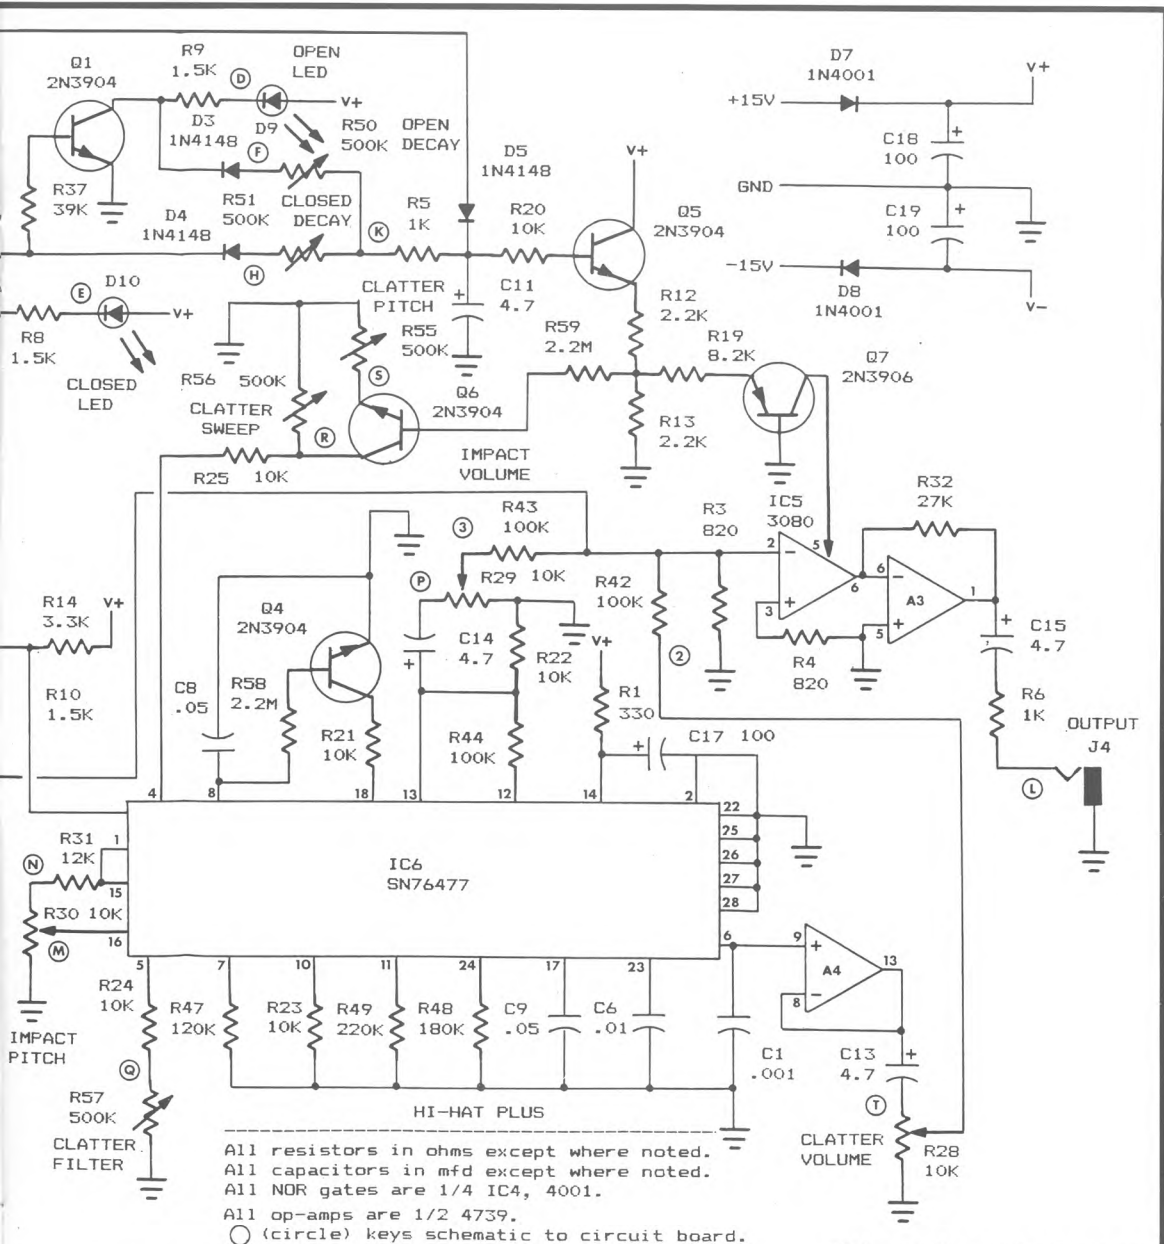 Q1
2N3904
R9
1.5K
D
OPEN
LED
V+
D3
1N4148
D9
R50
500K
OPEN
DECAY
F
R37
39K
R51
500K
CLOSED
DECAY
D4
1N4148
H
K
R5
1K
D5
1N4148
R20
10K
V+
Q5
2N3904
D7
1N4001
V+
+15V
C18
100
+
GND
C19
100
+
-15V
D8
1N4001
V-
E
D10
V+
R8
1.5K
CLOSED
LED
CLATTER
PITCH
+
C11
4.7
R55
500K
S
R56
500K
CLATTER
SWEEP
R
R25
10K
Q6
2N3904
R59
2.2M
R12
2.2K
R19
8.2K
Q7
2N3906
R13
2.2K
IMPACT
VOLUME
R43
100K
3
P
R29
10K
C14
4.7
+
R22
10K
R44
100K
R42
100K
R3
820
2
IC5
3080
2
-
5
3
+
6
R4
820
R32
27K
6
-
A3
1
5
+
+
C15
4.7
R6
1K
OUTPUT
J4
L
R14
3.3K
V+
R10
1.5K
Q4
2N3904
C8
.05
R58
2.2M
R21
10K
V+
R1
330
+
C17 100
4
8
18
13
12
14
2
IC6
SN76477
22
25
26
27
28
6
1
15
16
R31
12K
N
R30 10K
M
IMPACT
PITCH
5
7
10
11
24
17
23
R24
10K
R47
120K
R23
10K
R49
220K
R48
180K
C9
.05
C6
.01
C1
.001
9
+
A4
13
8
-
C13
4.7
+
T
CLATTER
VOLUME
R28
10K
Q
R57
500K
CLATTER
FILTER
HI-HAT PLUS
All resistors in ohms except where noted.
All capacitors in mfd except where noted.
All NOR gates are 1/4 IC4, 4001.
All op-amps are 1/2 4739.
(circle) keys schematic to circuit board.